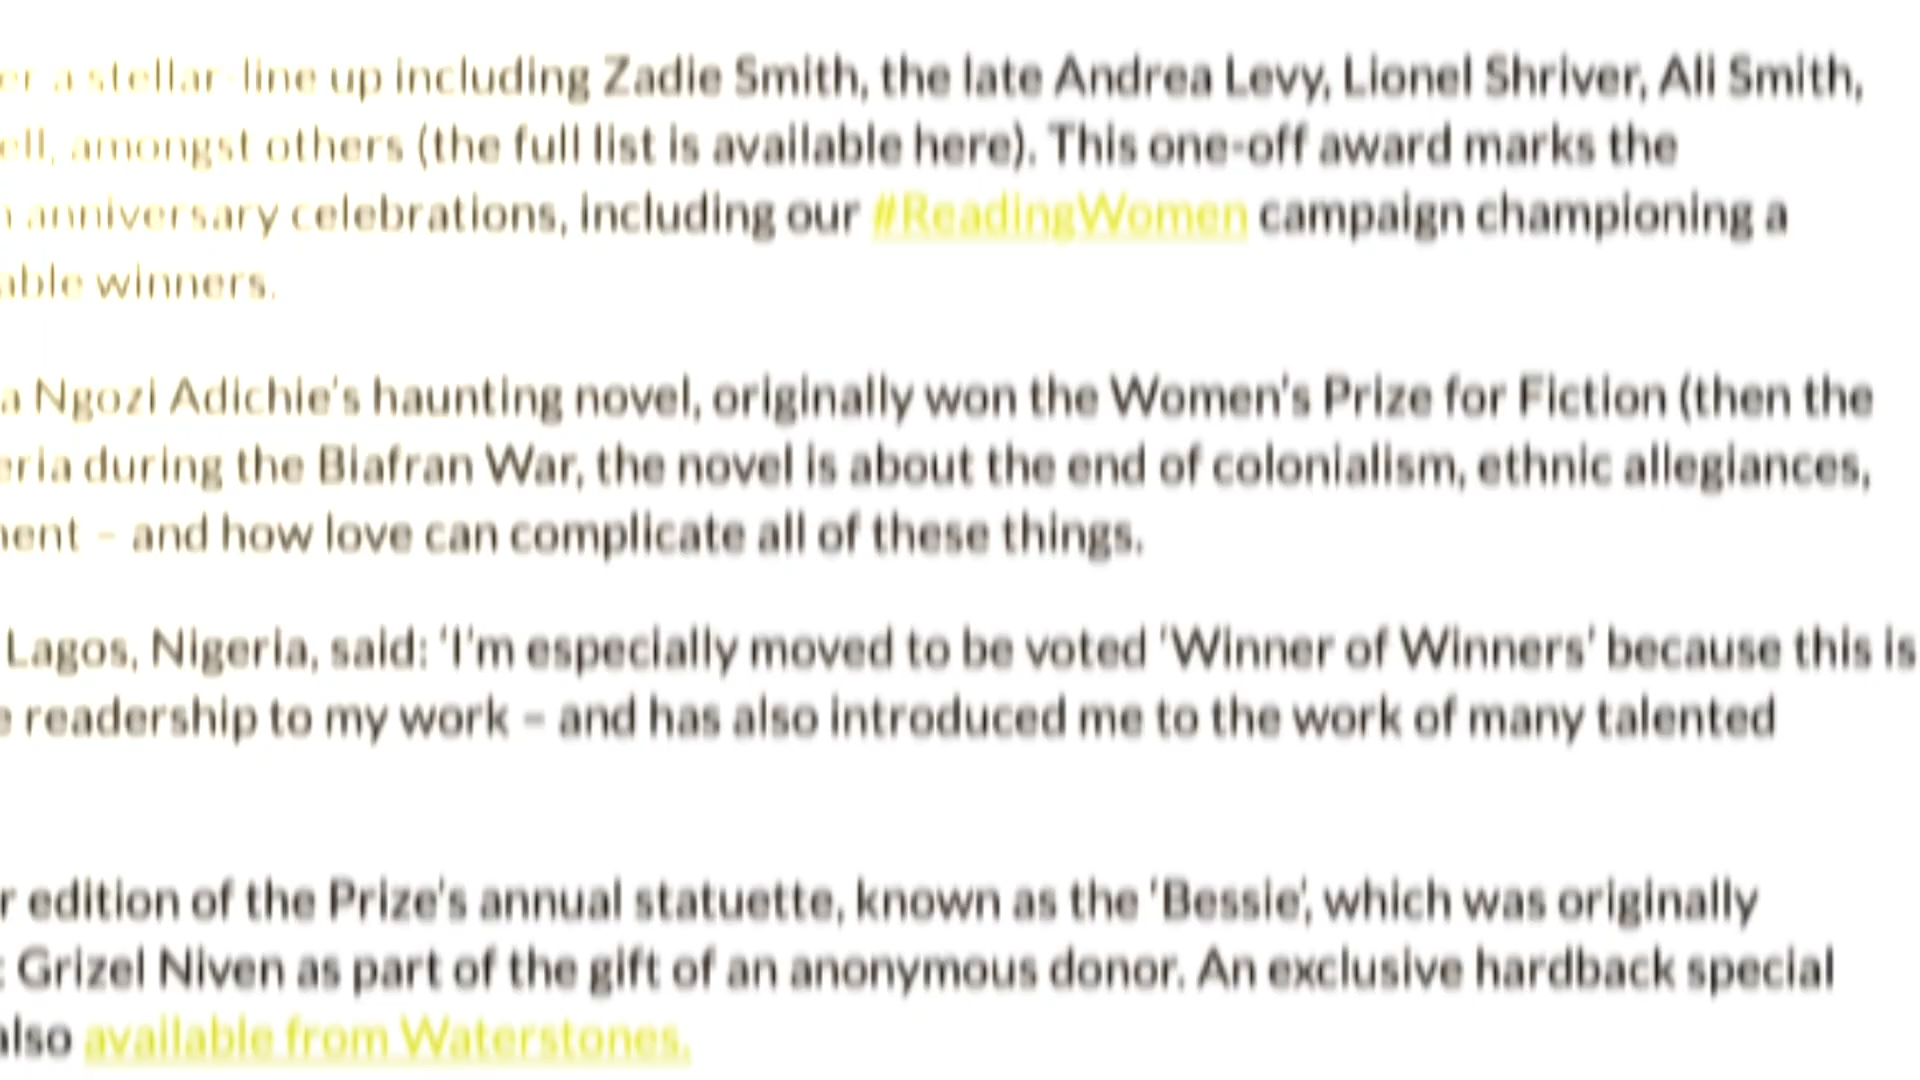 er a stellar line up including Zadie Smith, the late Andrea Levy, Lionel Shriver, Ali Smith,
ell, amongst others (the full list is available here). This one-off award marks the
anniversary celebrations, including our #ReadingWomen campaign championing a
able winners.
a Ngozi Adichie's haunting novel, originally won the Women's Prize for Fiction (then the
eria during the Biafran War, the novel is about the end of colonialism, ethnic allegiances,
ment – and how love can complicate all of these things.
Lagos, Nigeria, said: 'I'm especially moved to be voted 'Winner of Winners' because this is
e readership to my work – and has also introduced me to the work of many talented
r edition of the Prize's annual statuette, known as the 'Bessie', which was originally
t Grizel Niven as part of the gift of an anonymous donor. An exclusive hardback special
also available from Waterstones.